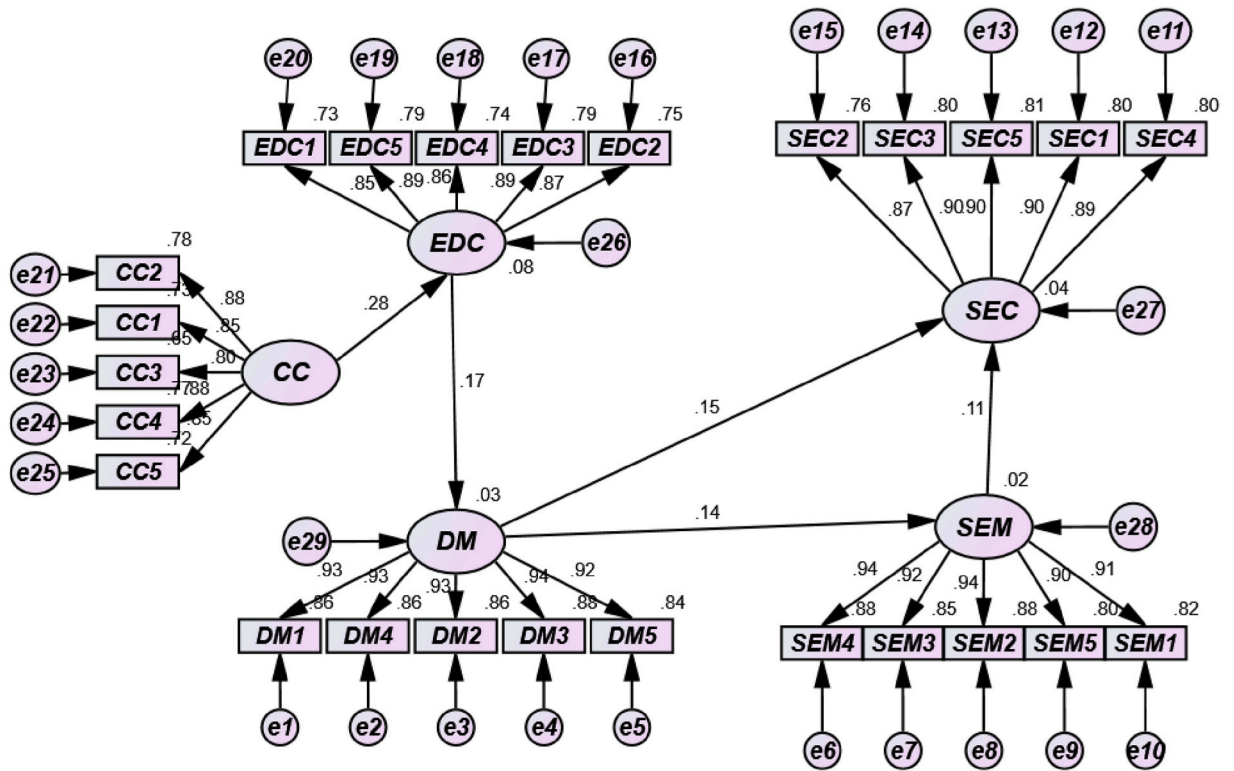 e15 e14 e13 e12 e11
e20 e19 e18 e17 e16
.76 .80 .81 .80 .80
.73 .79 .74 .79 .75
SEC2 SEC3 SEC5 SEC1 SEC4
EDC1 EDC5 EDC4 EDC3 EDC2
.85 .89 .86 .89 .87
.87 .90 .90 .90 .89
EDC e26
.08
.78
e21 CC2
.73
.88
.28
.04
SEC e27
e22 CC1
.85
.65
e23 CC3 .80 CC
.77 .88
.17
.15
.11
e24 CC4 .85
.72
e25 CC5
.03
.02
.14
e29 DM
SEM e28
.93 .93 .93 .94 .92
.94 .92 .94 .90 .91
.86 .86 .86 .88 .84
.88 .85 .88 .80 .82
DM1 DM4 DM2 DM3 DM5
SEM4 SEM3 SEM2 SEM5 SEM1
e1 e2 e3 e4 e5
e6 e7 e8 e9 e10